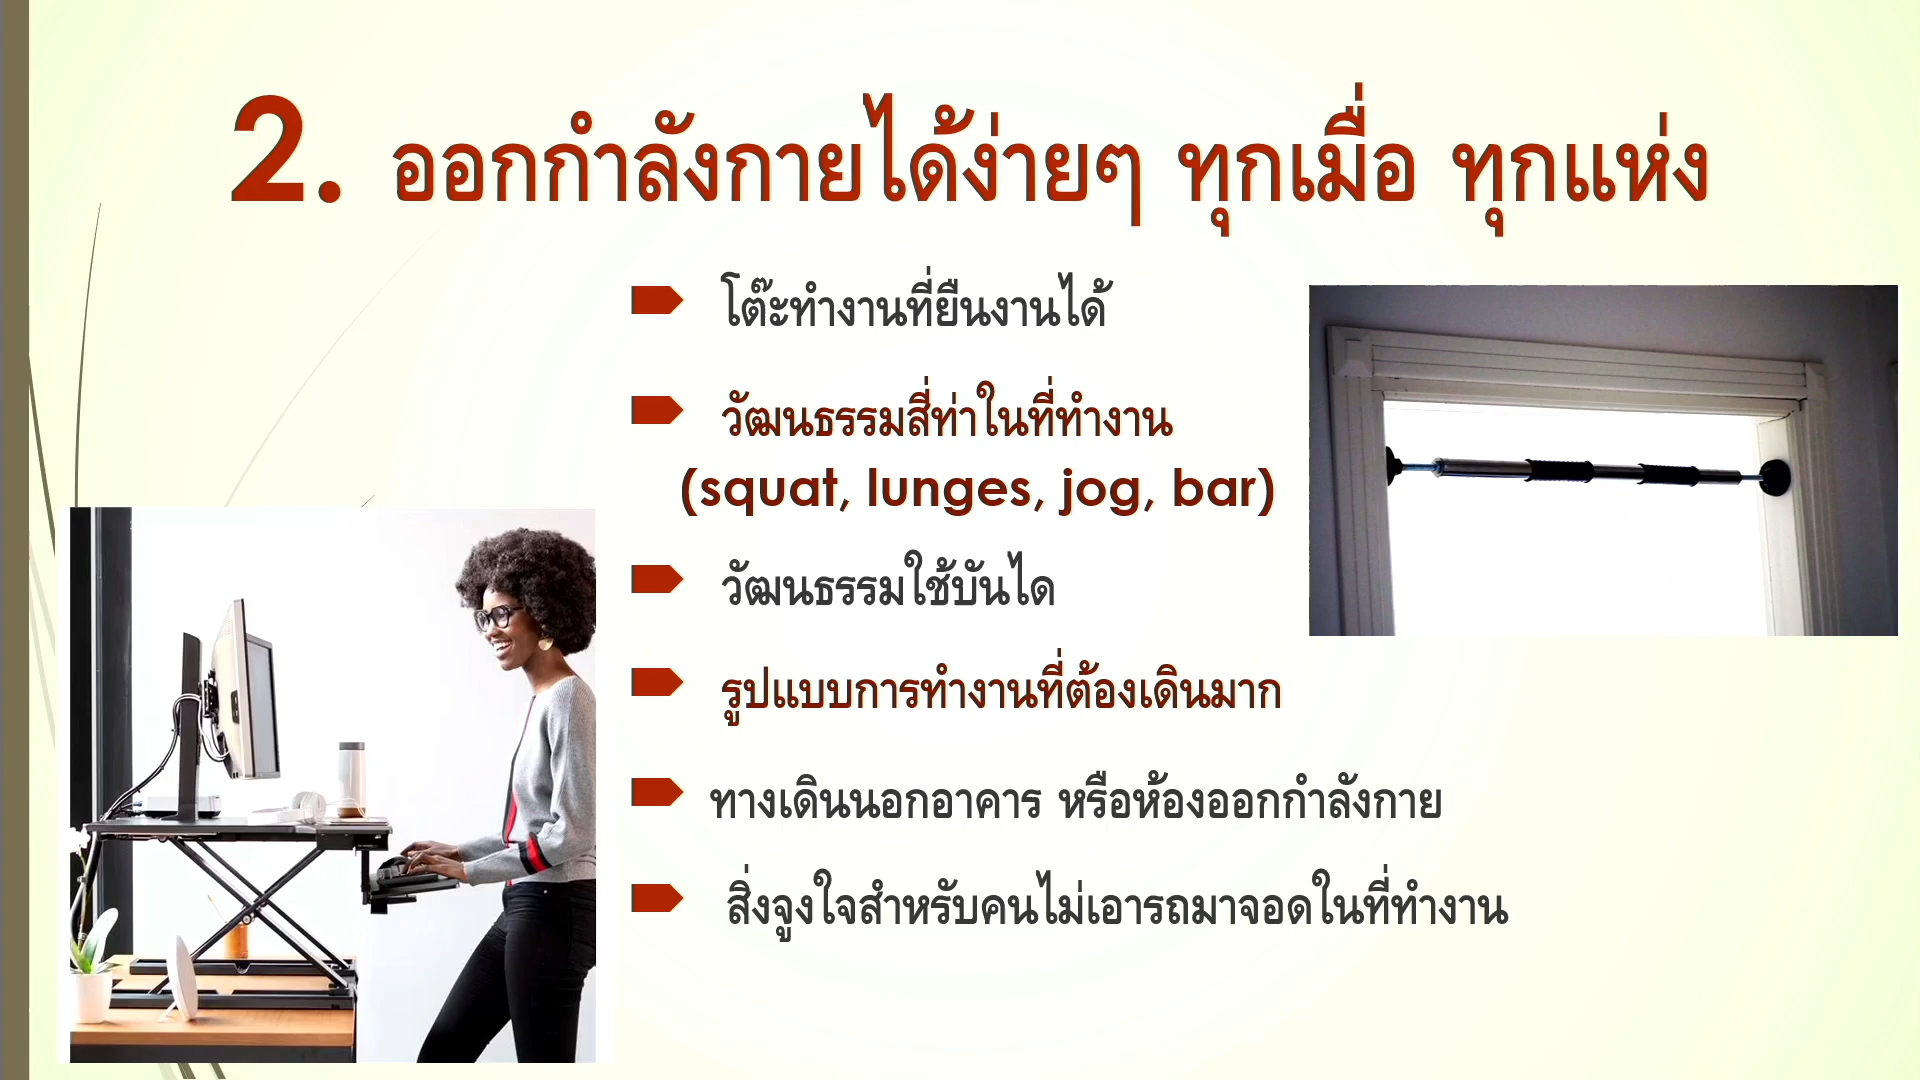 2. ออกกำลังกายได้ง่ายๆ ทุกเมื่อ ทุกแห่ง
โต๊ะทำงานที่ยืนงานได้
วัฒนธรรมสี่ท่าในที่ทำงาน
(squat, lunges, jog, bar)
วัฒนธรรมใช้บันได
รูปแบบการทำงานที่ต้องเดินมาก
ทางเดินนอกอาคาร หรือห้องออกกำลังกาย
สิ่งจูงใจสำหรับคนไม่เอารถมาจอดในที่ทำงาน